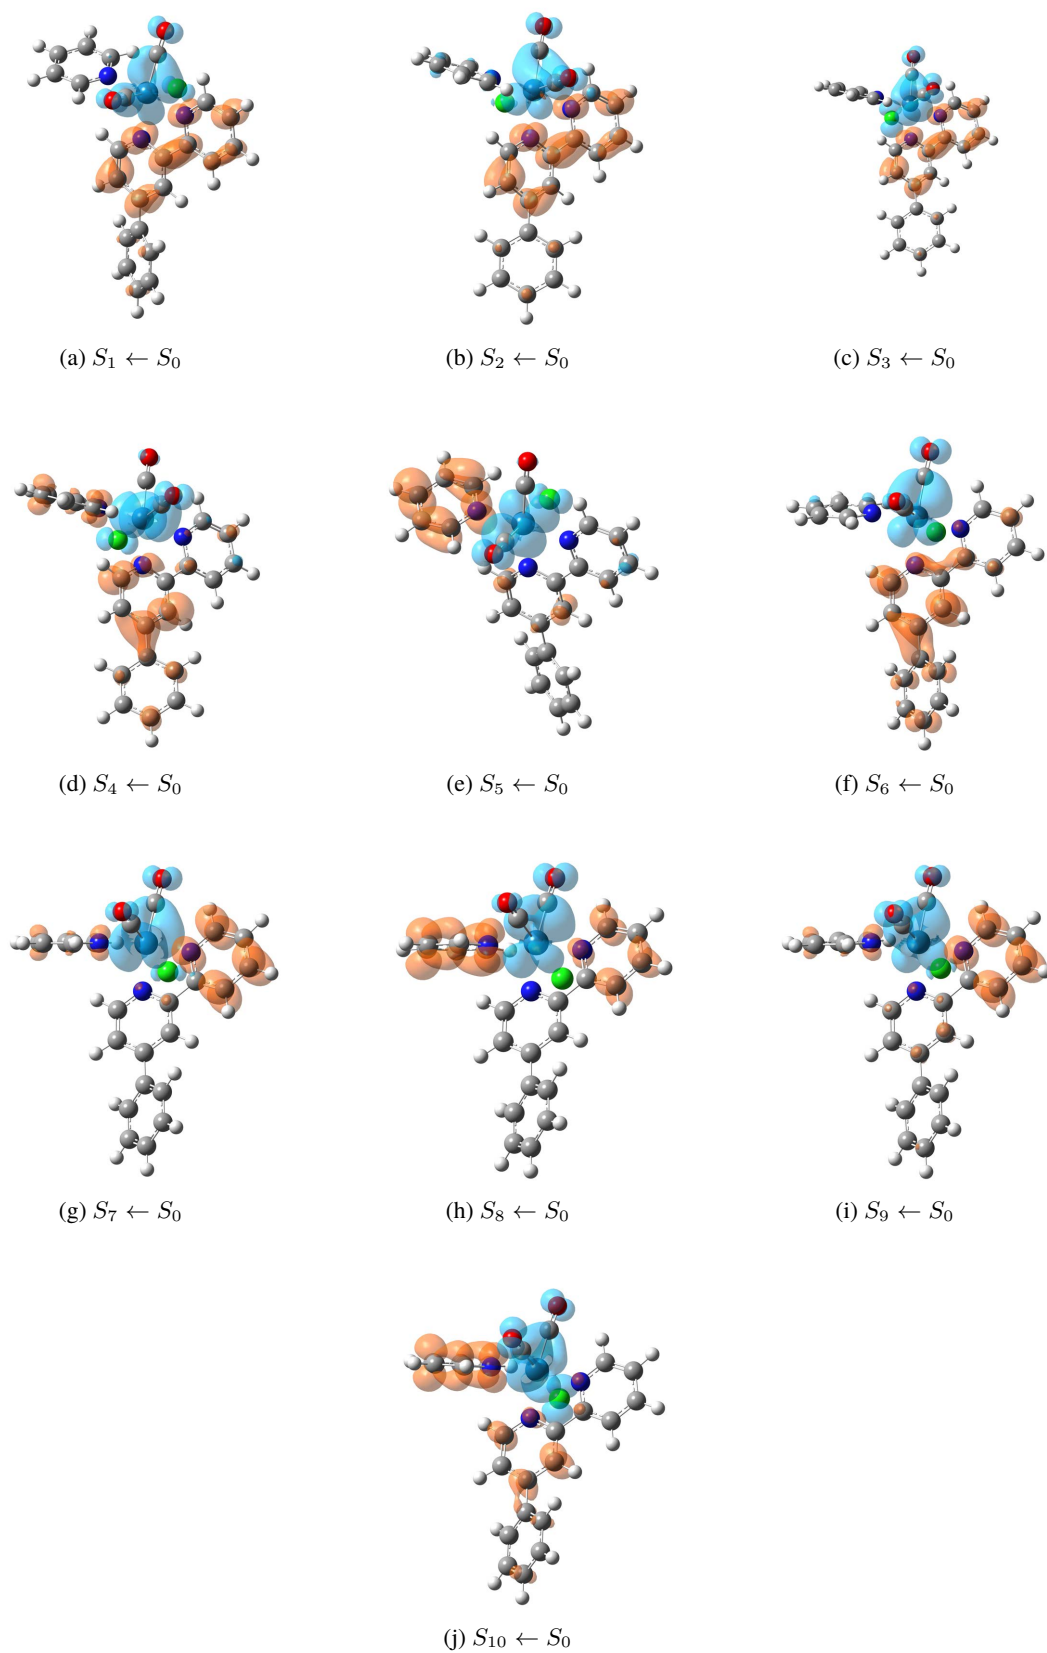 (a) S₁ ← S₀
(b) S₂ ← S₀
(c) S₃ ← S₀
(d) S₄ ← S₀
(e) S₅ ← S₀
(f) S₆ ← S₀
(g) S₇ ← S₀
(h) S₈ ← S₀
(i) S₉ ← S₀
(j) S₁₀ ← S₀